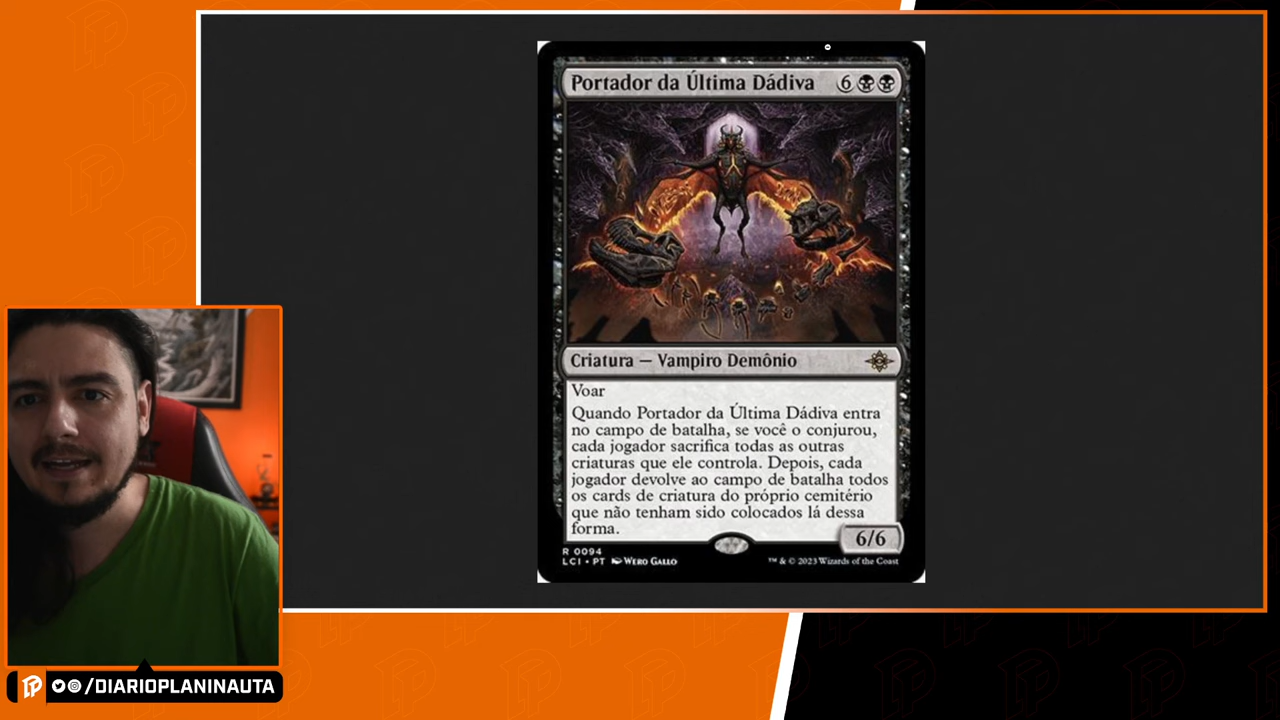 Portador da Última Dádiva 6
Criatura — Vampiro Demônio
Voar
Quando Portador da Última Dádiva entra
no campo de batalha, se você o conjurou,
cada jogador sacrifica todas as outras
criaturas que ele controla. Depois, cada
jogador devolve ao campo de batalha todos
os cards de criatura do próprio cemitério
que não tenham sido colocados lá dessa
forma.
6/6
R 0094
LCI • PT WERO GALLO
™ & © 2023 Wizards of the Coast
/DIARIOPLANINAUTA